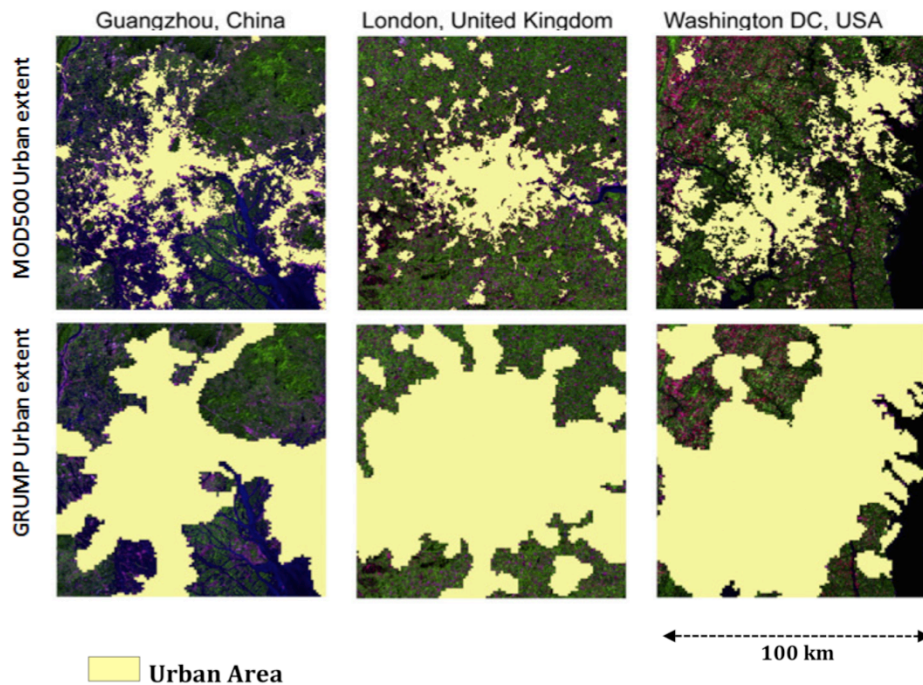 Guangzhou, China
London, United Kingdom
Washington DC, USA
MOD500 Urban extent
GRUMP Urban extent
Urban Area
100 km